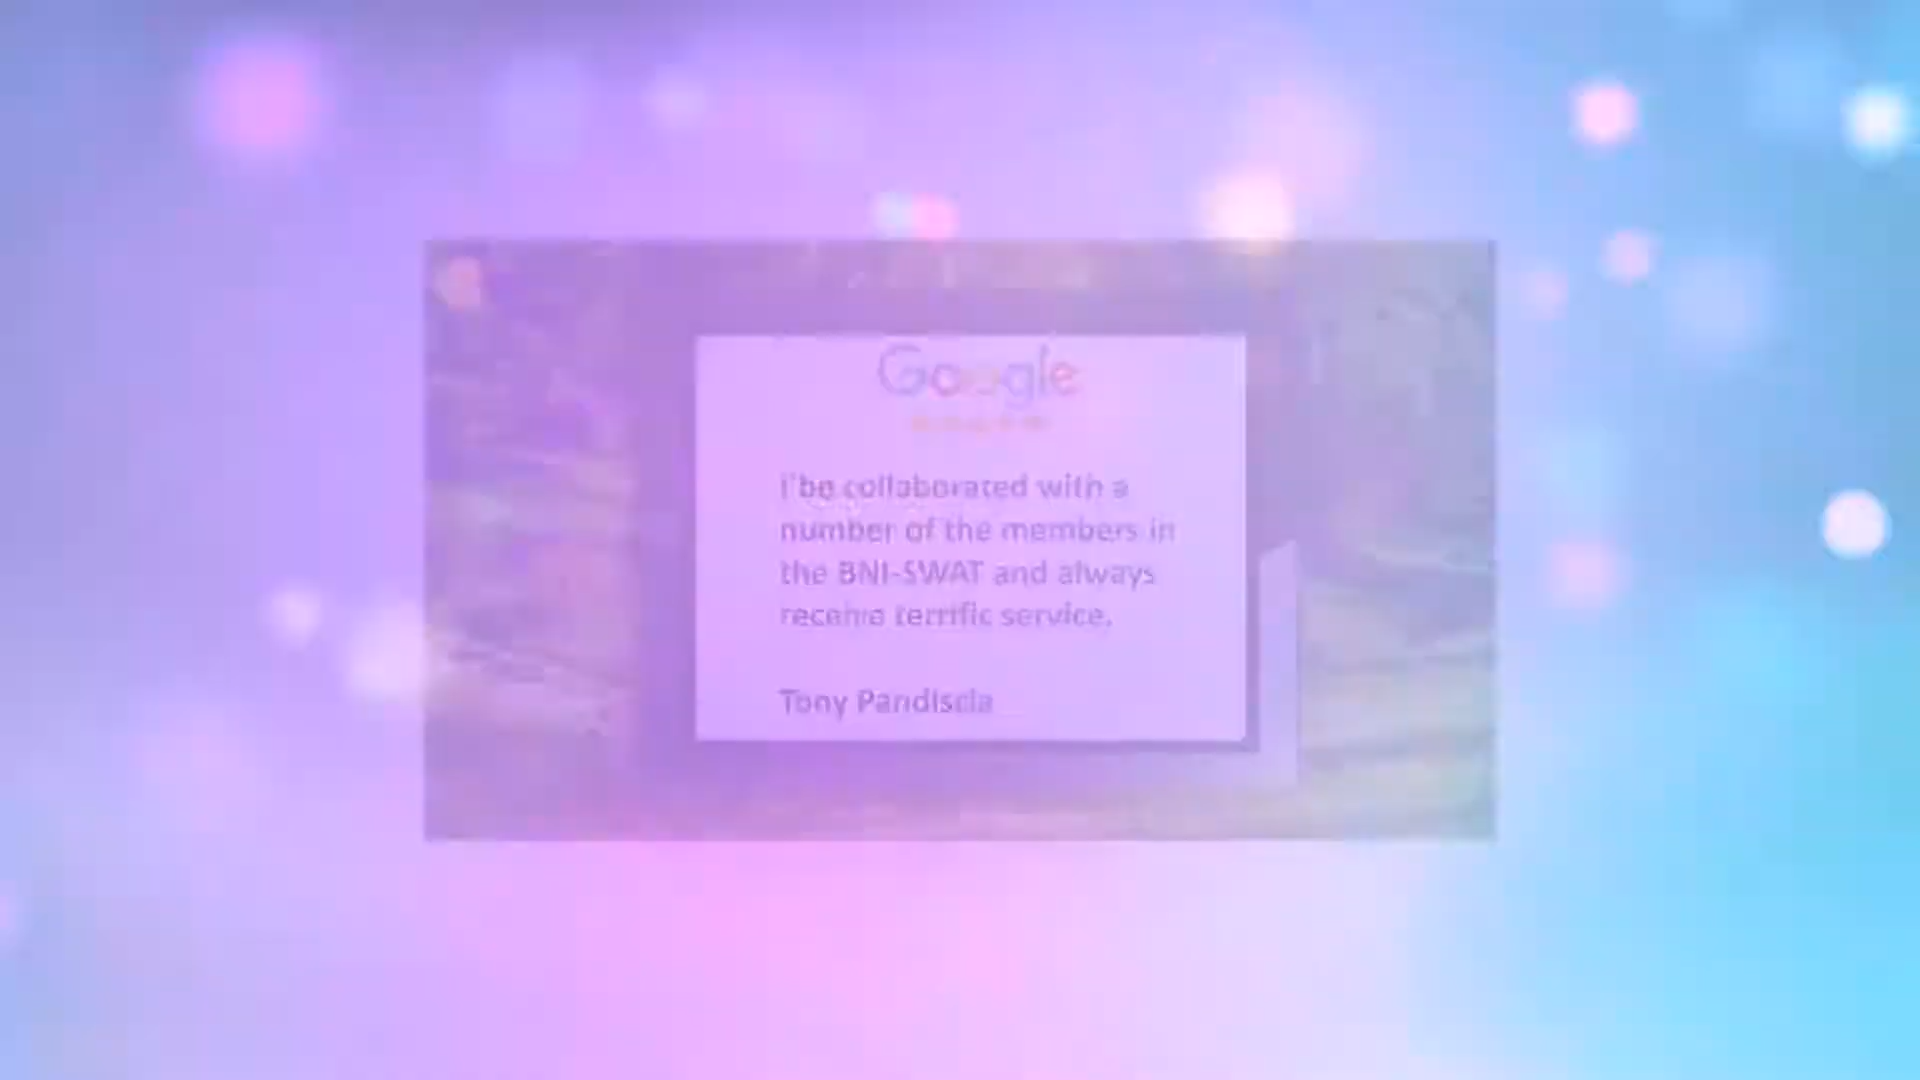 Google
I'be collaborated with a
number of the members in
the BNI-SWAT and always
receive terrific service.
Tony Pandiscia